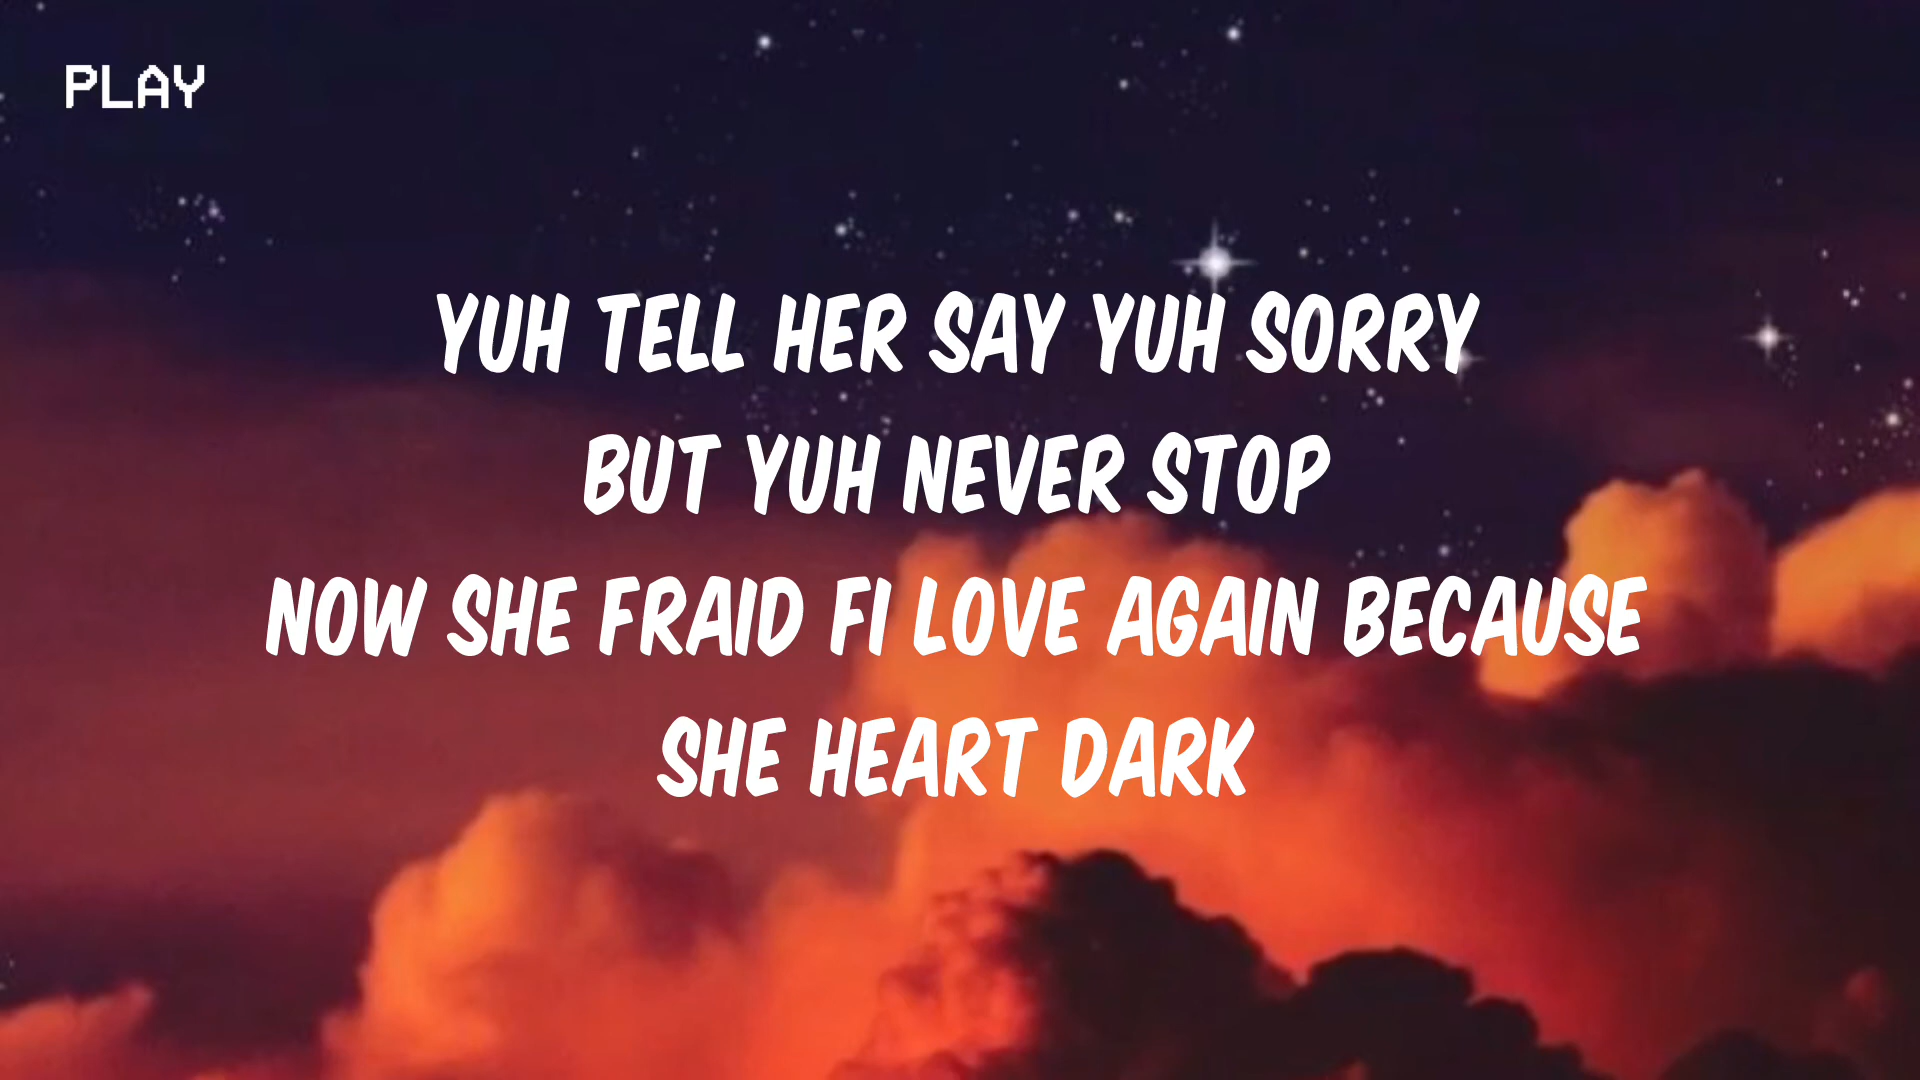 PLAY
YUH TELL HER SAY YUH SORRY
BUT YUH NEVER STOP
NOW SHE FRAID FI LOVE AGAIN BECAUSE
SHE HEART DARK